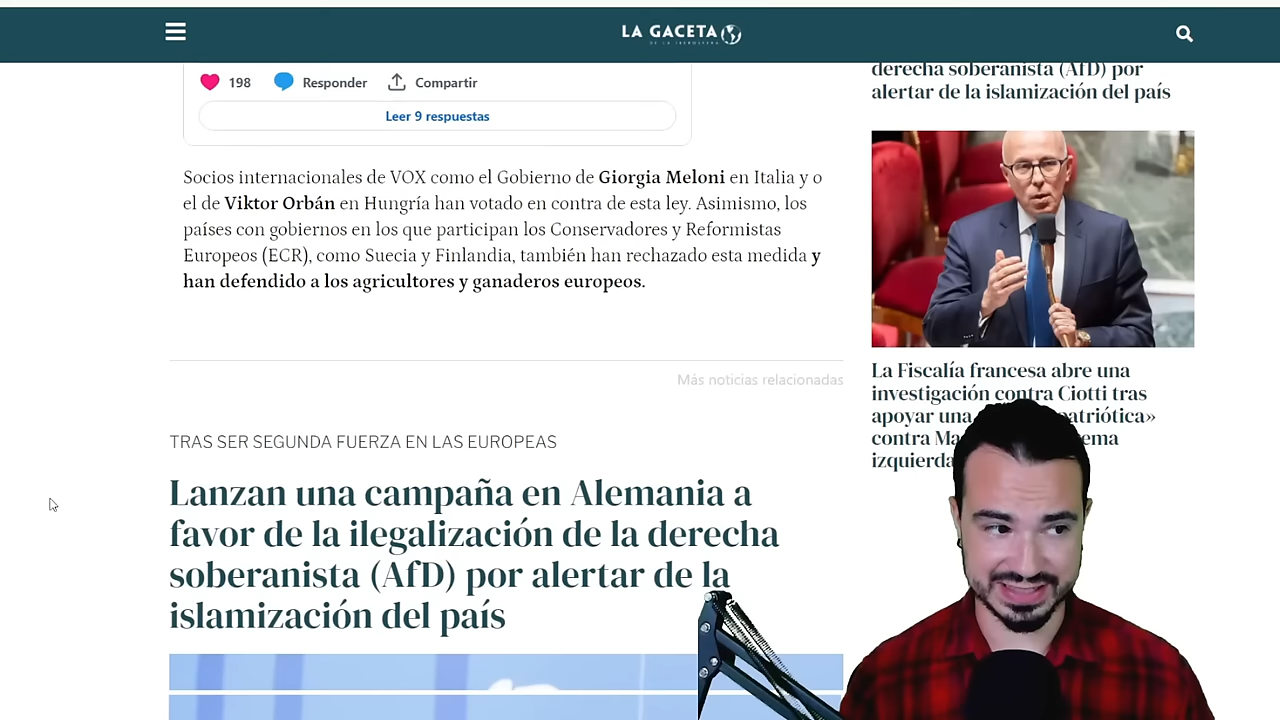 LA GACETA
DE LA IBEROSFERA
198 Responder Compartir
Leer 9 respuestas
Socios internacionales de VOX como el Gobierno de Giorgia Meloni en Italia y o
el de Viktor Orbán en Hungría han votado en contra de esta ley. Asimismo, los
países con gobiernos en los que participan los Conservadores y Reformistas
Europeos (ECR), como Suecia y Finlandia, también han rechazado esta medida y
han defendido a los agricultores y ganaderos europeos.
Más noticias relacionadas
TRAS SER SEGUNDA FUERZA EN LAS EUROPEAS
Lanzan una campaña en Alemania a
favor de la ilegalización de la derecha
soberanista (AfD) por alertar de la
islamización del país
derecha soberanista (AfD) por
alertar de la islamización del país
La Fiscalía francesa abre una
investigación contra Ciotti tras
apoyar una patriótica»
contra
izquierda